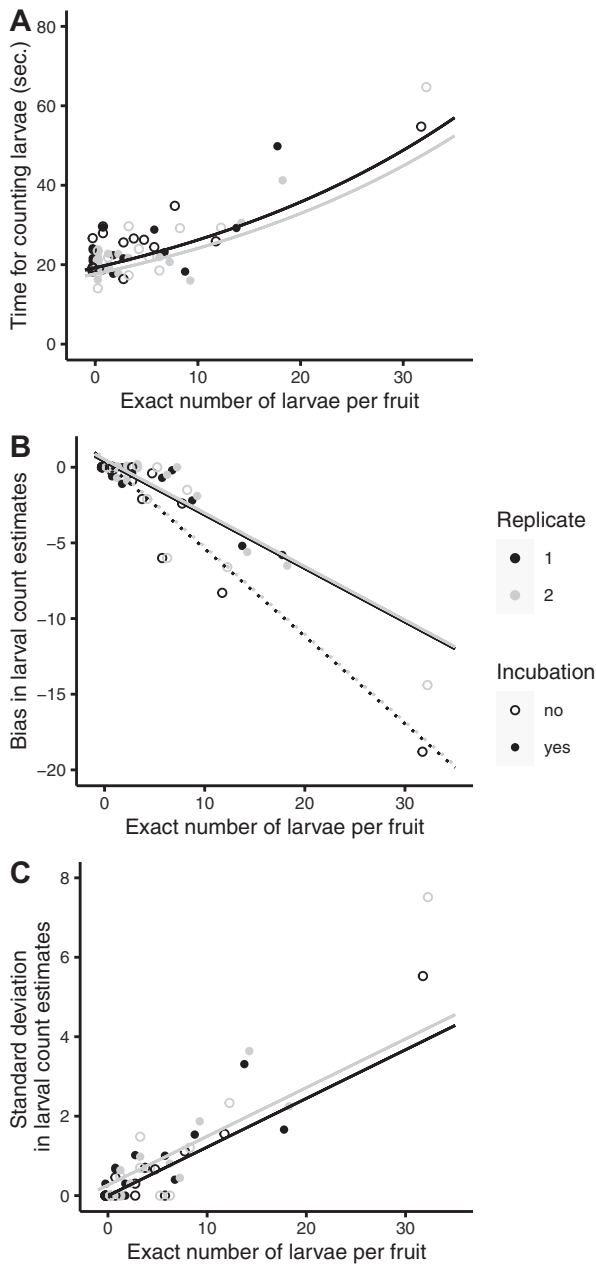 A
Time for counting larvae (sec.)
80
60
40
20
0
0 10 20 30
Exact number of larvae per fruit
B
Bias in larval count estimates
0
−5
−10
−15
−20
0 10 20 30
Exact number of larvae per fruit
Replicate
1
2
Incubation
no
yes
C
Standard deviation
in larval count estimates
8
6
4
2
0
0 10 20 30
Exact number of larvae per fruit